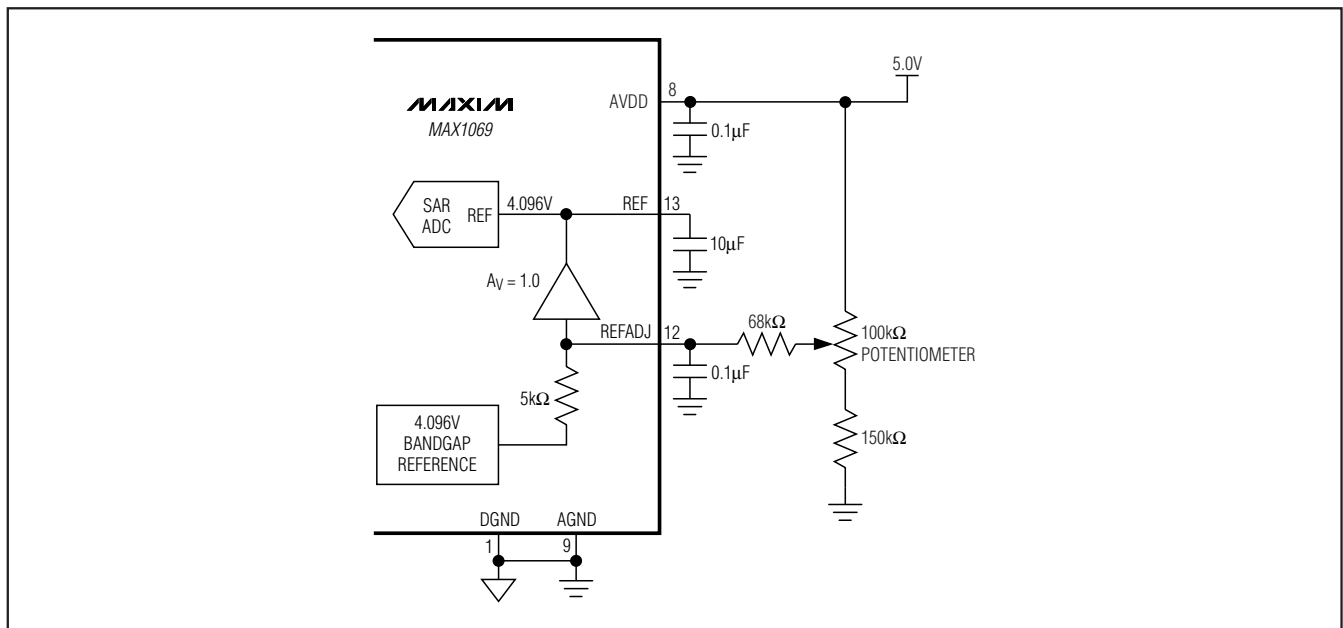 5.0V
8
AVDD
MAXIM
MAX1069
0.1µF
SAR
ADC
REF
4.096V
REF
13
10µF
AV = 1.0
68kΩ
REFADJ
12
100kΩ
POTENTIOMETER
0.1µF
5kΩ
4.096V
BANDGAP
REFERENCE
150kΩ
DGND
AGND
1
9